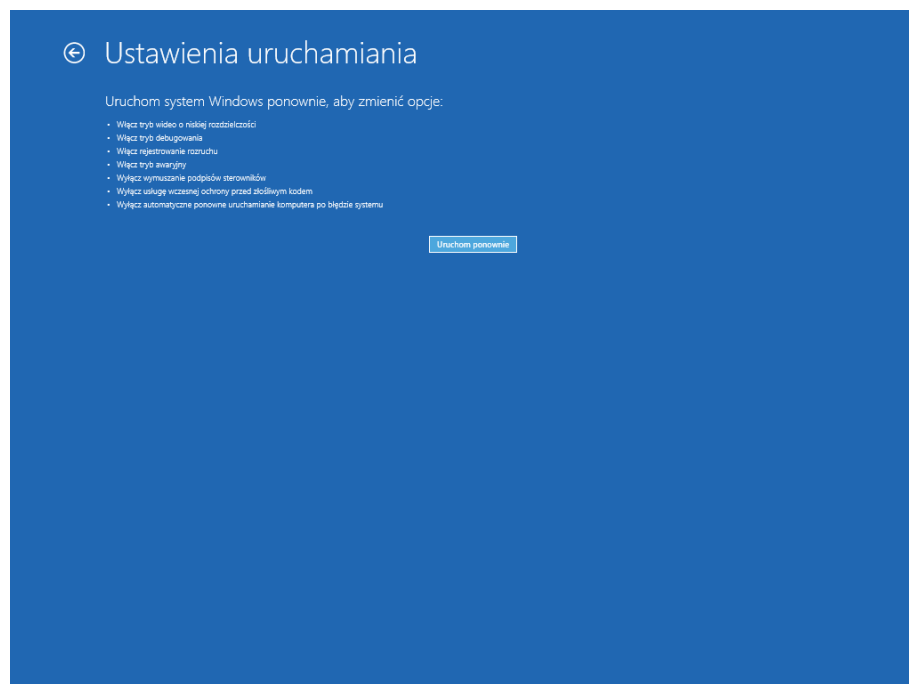 Ustawienia uruchamiania
Uruchom system Windows ponownie, aby zmienić opcje:
• Włącz tryb wideo o niskiej rozdzielczości
• Włącz tryb debugowania
• Włącz rejestrowanie rozruchu
• Włącz tryb awaryjny
• Wyłącz wymuszanie podpisów sterowników
• Wyłącz usługę wczesnej ochrony przed złośliwym kodem
• Wyłącz automatyczne ponowne uruchamianie komputera po błędzie systemu
Uruchom ponownie